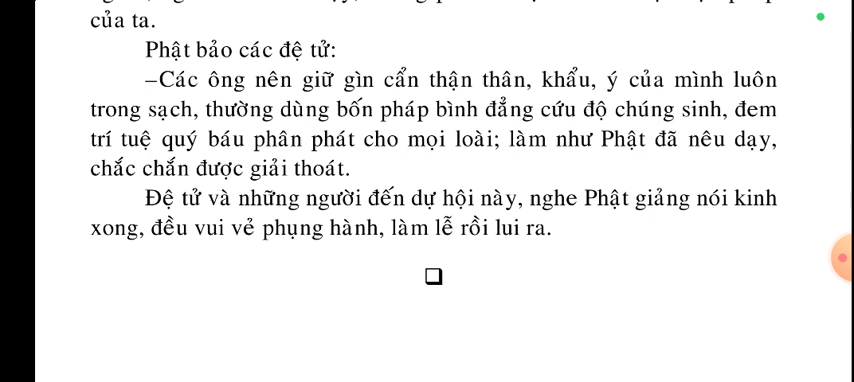 của ta.
Phật bảo các đệ tử:
–Các ông nên giữ gìn cẩn thận thân, khẩu, ý của mình luôn
trong sạch, thường dùng bốn pháp bình đẳng cứu độ chúng sinh, đem
trí tuệ quý báu phân phát cho mọi loài; làm như Phật đã nêu dạy,
chắc chắn được giải thoát.
Đệ tử và những người đến dự hội này, nghe Phật giảng nói kinh
xong, đều vui vẻ phụng hành, làm lễ rồi lui ra.